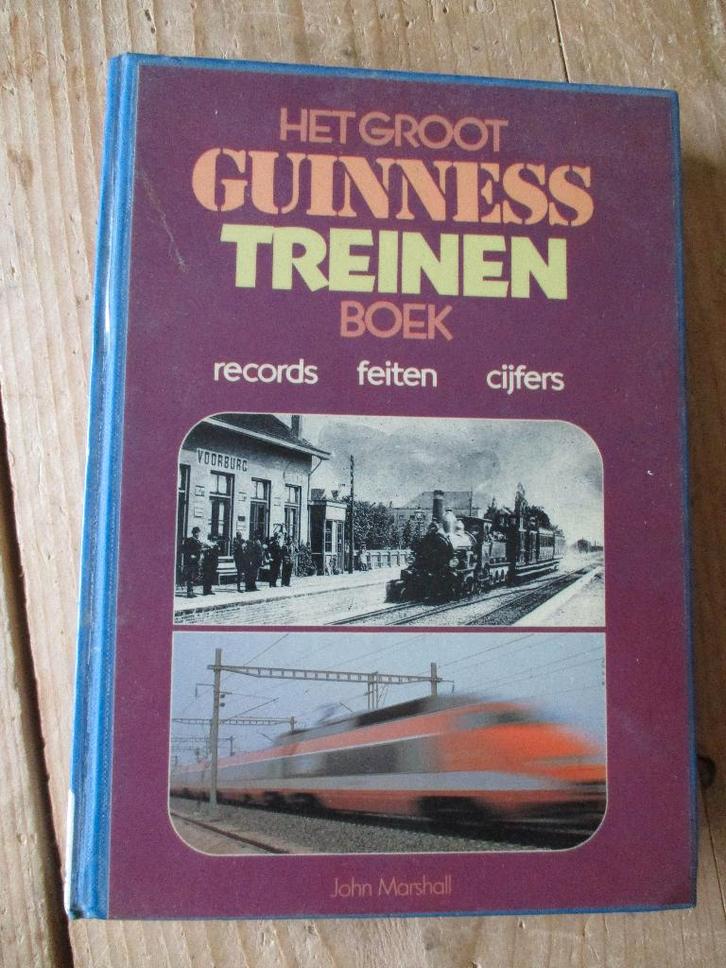 HET GROOT
GUINNESS
TREINEN
BOEK
records feiten cijfers
VOORBURG
John Marshall